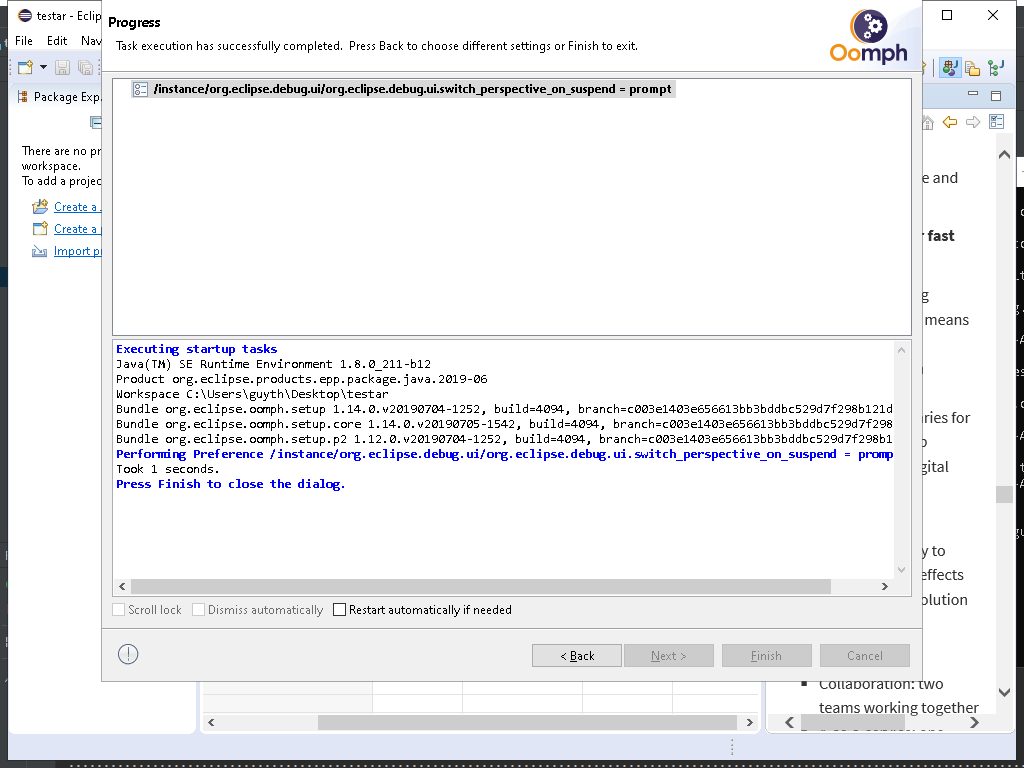 testar - Eclip
File Edit Nav
Package Exp
There are no pr
workspace.
To add a projec
Create a
Create a
Import p
Progress
Task execution has successfully completed. Press Back to choose different settings or Finish to exit.
Oomph
/instance/org.eclipse.debug.ui/org.eclipse.debug.ui.switch_perspective_on_suspend = prompt
Executing startup tasks
Java(TM) SE Runtime Environment 1.8.0_211-b12
Product org.eclipse.products.epp.package.java.2019-06
Workspace C:\Users\guyth\Desktop\testar
Bundle org.eclipse.oomph.setup 1.14.0.v20190704-1252, build=4094, branch=c003e1403e656613bb3bddbc529d7f298b121d
Bundle org.eclipse.oomph.setup.core 1.14.0.v20190705-1542, build=4094, branch=c003e1403e656613bb3bddbc529d7f298
Bundle org.eclipse.oomph.setup.p2 1.12.0.v20190704-1252, build=4094, branch=c003e1403e656613bb3bddbc529d7f298b1
Performing Preference /instance/org.eclipse.debug.ui/org.eclipse.debug.ui.switch_perspective_on_suspend = promp
Took 1 seconds.
Press Finish to close the dialog.
Scroll lock Dismiss automatically Restart automatically if needed
< Back Next > Finish Cancel
e and
fast
g
means
ries for
gital
y to
effects
olution
Collaboration: two
teams working together